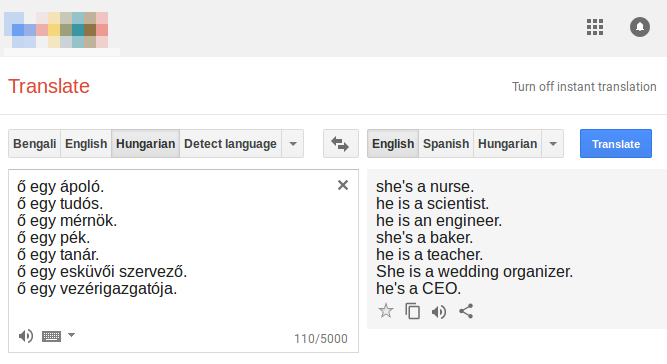 Translate
Turn off instant translation
Bengali English Hungarian Detect language
English Spanish Hungarian
Translate
ő egy ápoló.
ő egy tudós.
ő egy mérnök.
ő egy pék.
ő egy tanár.
ő egy esküvői szervező.
ő egy vezérigazgatója.
110/5000
she's a nurse.
he is a scientist.
he is an engineer.
she's a baker.
he is a teacher.
She is a wedding organizer.
he's a CEO.